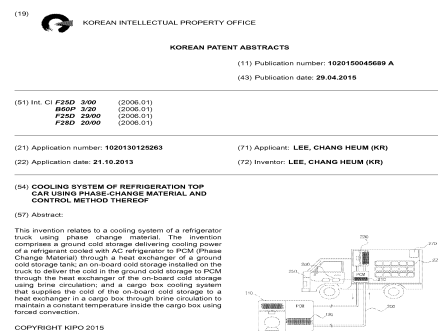 (19)
KOREAN INTELLECTUAL PROPERTY OFFICE
KOREAN PATENT ABSTRACTS
(11) Publication number: 1020150045689 A
(43) Publication date: 29.04.2015
(51) Int. Cl F25D 3/00 (2006.01)
B60P 3/20 (2006.01)
F25D 29/00 (2006.01)
F28D 20/00 (2006.01)
(21) Application number: 1020130125263
(71) Applicant: LEE, CHANG HEUM (KR)
(22) Application date: 21.10.2013
(72) Inventor: LEE, CHANG HEUM (KR)
(54) COOLING SYSTEM OF REFRIGERATION TOP
CAR USING PHASE-CHANGE MATERIAL AND
CONTROL METHOD THEREOF
(57) Abstract:
This invention relates to a cooling system of a refrigerator
truck using phase change material. The invention
comprises a ground cold storage delivering cooling power
of a refrigerant cooled with AC refrigerator to PCM (Phase
Change Material) through a heat exchanger of a ground
cold storage tank; an on-board cold storage installed on the
truck to deliver the cold in the ground cold storage to PCM
through the heat exchanger of the on-board cold storage
using brine circulation; and a cargo box cooling system
that supplies the cold of the on-board cold storage to a
heat exchanger in a cargo box through brine circulation to
maintain a constant temperature inside the cargo box using
forced convection.
COPYRIGHT KIPO 2015
PCM
PCM